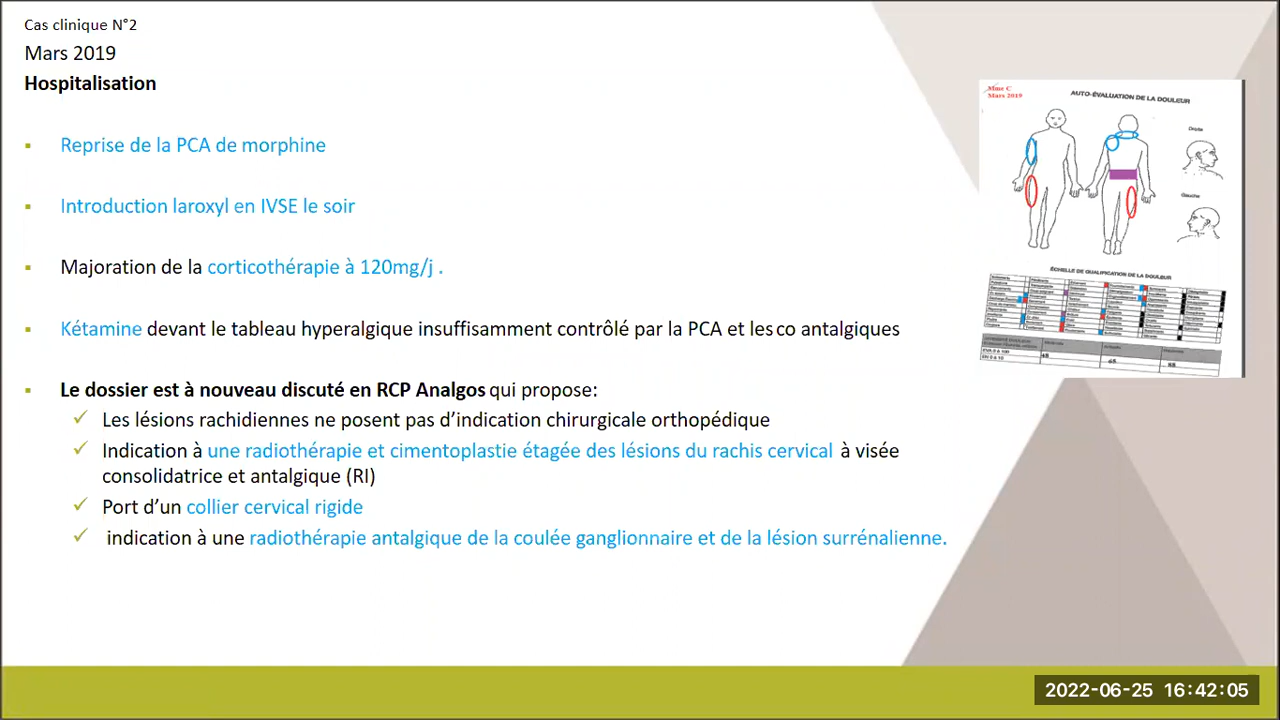 Cas clinique N°2
Mars 2019
Hospitalisation
Reprise de la PCA de morphine
Introduction laroxyl en IVSE le soir
Majoration de la corticothérapie à 120mg/j .
Kétamine devant le tableau hyperalgique insuffisamment contrôlé par la PCA et les co antalgiques
Le dossier est à nouveau discuté en RCP Analgos qui propose:
Les lésions rachidiennes ne posent pas d'indication chirurgicale orthopédique
Indication à une radiothérapie et cimentoplastie étagée des lésions du rachis cervical à visée
consolidatrice et antalgique (RI)
Port d'un collier cervical rigide
indication à une radiothérapie antalgique de la coulée ganglionnaire et de la lésion surrénalienne.
Mme C
Mars 2019
AUTO-ÉVALUATION DE LA DOULEUR
Droite
Gauche
ÉCHELLE DE QUALIFICATION DE LA DOULEUR
2022-06-25 16:42:05